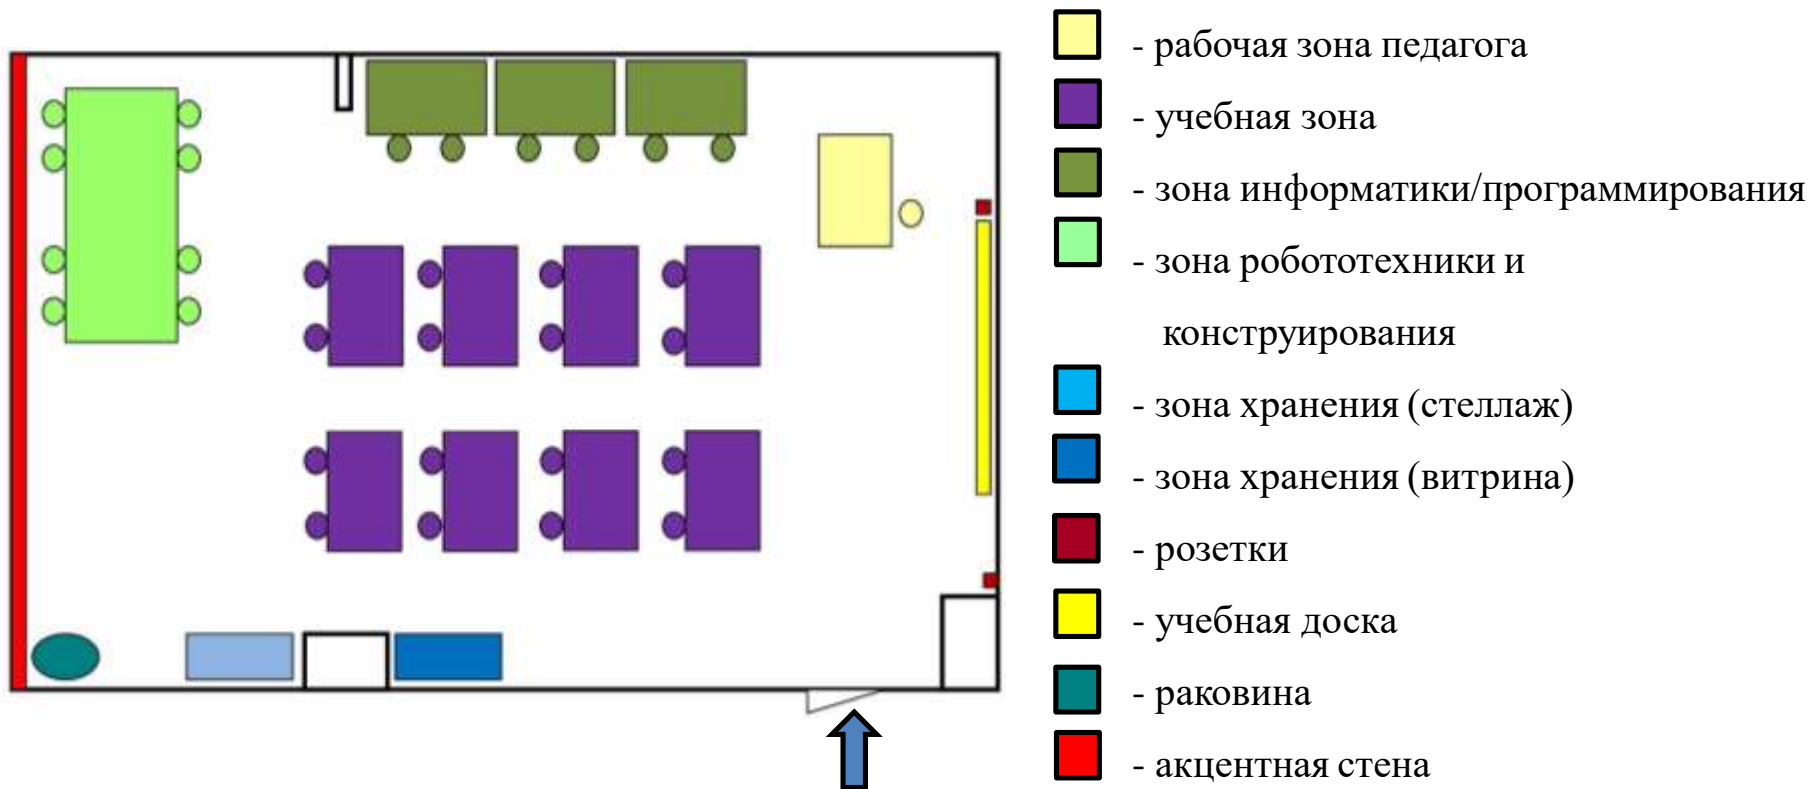 - рабочая зона педагога
- учебная зона
- зона информатики/программирования
- зона робототехники и
конструирования
- зона хранения (стеллаж)
- зона хранения (витрина)
- розетки
- учебная доска
- раковина
- акцентная стена